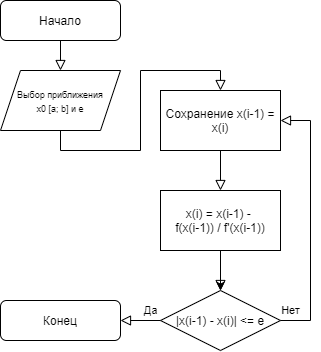 Начало
Выбор приближения
x0 [a; b] и e
Сохранение x(i-1) =
x(i)
x(i) = x(i-1) -
f(x(i-1)) / f'(x(i-1))
|x(i-1) - x(i)| <= e
Да
Нет
Конец